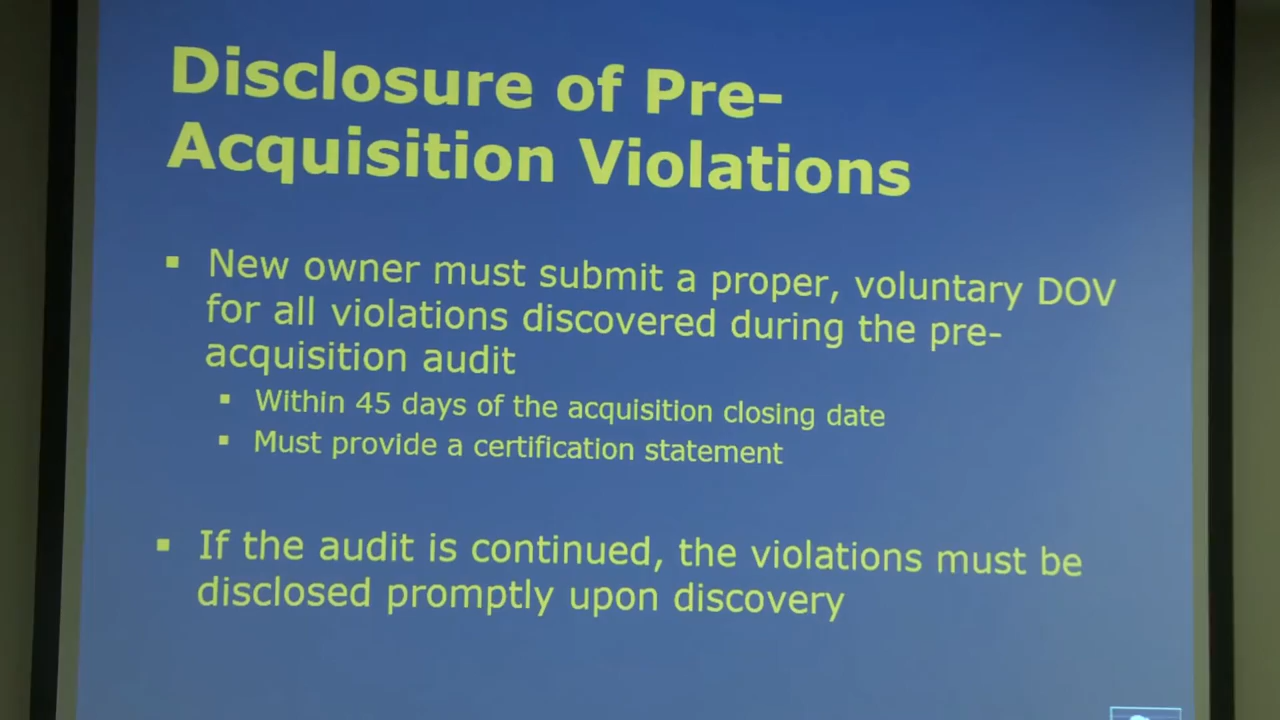 Disclosure of Pre-
Acquisition Violations
▪ New owner must submit a proper, voluntary DOV
for all violations discovered during the pre-
acquisition audit
▪ Within 45 days of the acquisition closing date
▪ Must provide a certification statement
▪ If the audit is continued, the violations must be
disclosed promptly upon discovery